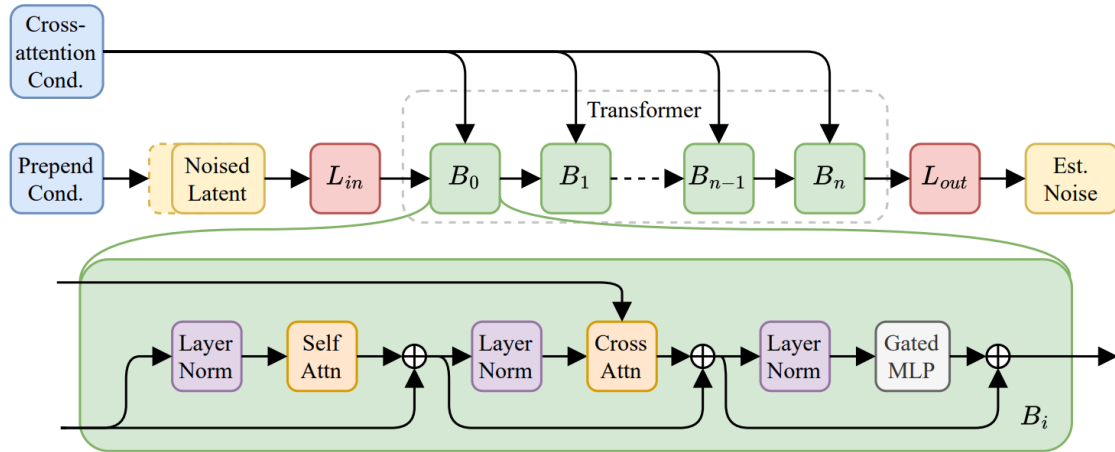 Cross-
attention
Cond.
Transformer
Prepend
Cond.
Noised
Latent
L_in
B_0
B_1
B_{n-1}
B_n
L_out
Est.
Noise
Layer
Norm
Self
Attn
Layer
Norm
Cross
Attn
Layer
Norm
Gated
MLP
B_i